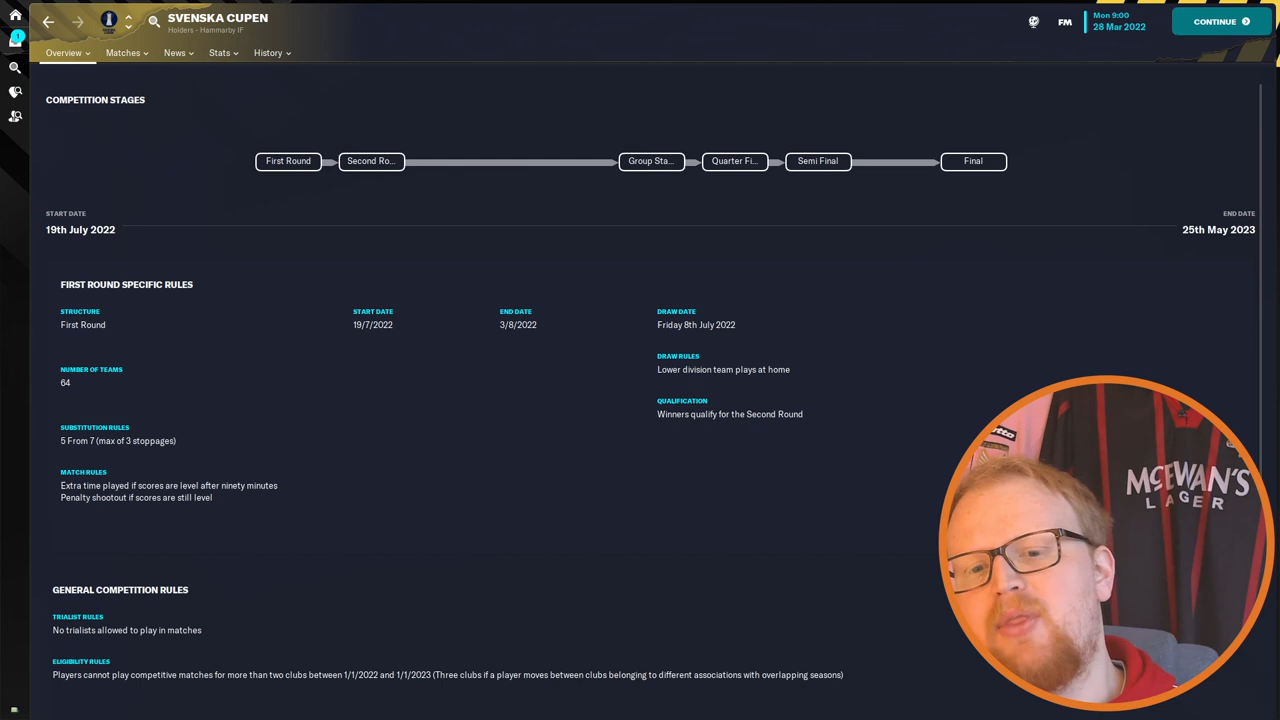 SVENSKA CUPEN
Holders - Hammarby IF
FM
Mon 9:00
28 Mar 2022
CONTINUE
1
Overview
Matches
News
Stats
History
COMPETITION STAGES
First Round
Second Ro...
Group Sta...
Quarter Fi...
Semi Final
Final
START DATE
19th July 2022
END DATE
25th May 2023
FIRST ROUND SPECIFIC RULES
STRUCTURE
First Round
START DATE
19/7/2022
END DATE
3/8/2022
DRAW DATE
Friday 8th July 2022
NUMBER OF TEAMS
64
DRAW RULES
Lower division team plays at home
QUALIFICATION
Winners qualify for the Second Round
SUBSTITUTION RULES
5 From 7 (max of 3 stoppages)
MATCH RULES
Extra time played if scores are level after ninety minutes
Penalty shootout if scores are still level
GENERAL COMPETITION RULES
TRIALIST RULES
No trialists allowed to play in matches
ELIGIBILITY RULES
Players cannot play competitive matches for more than two clubs between 1/1/2022 and 1/1/2023 (Three clubs if a player moves between clubs belonging to different associations with overlapping seasons)
McEWAN'S
LAGER